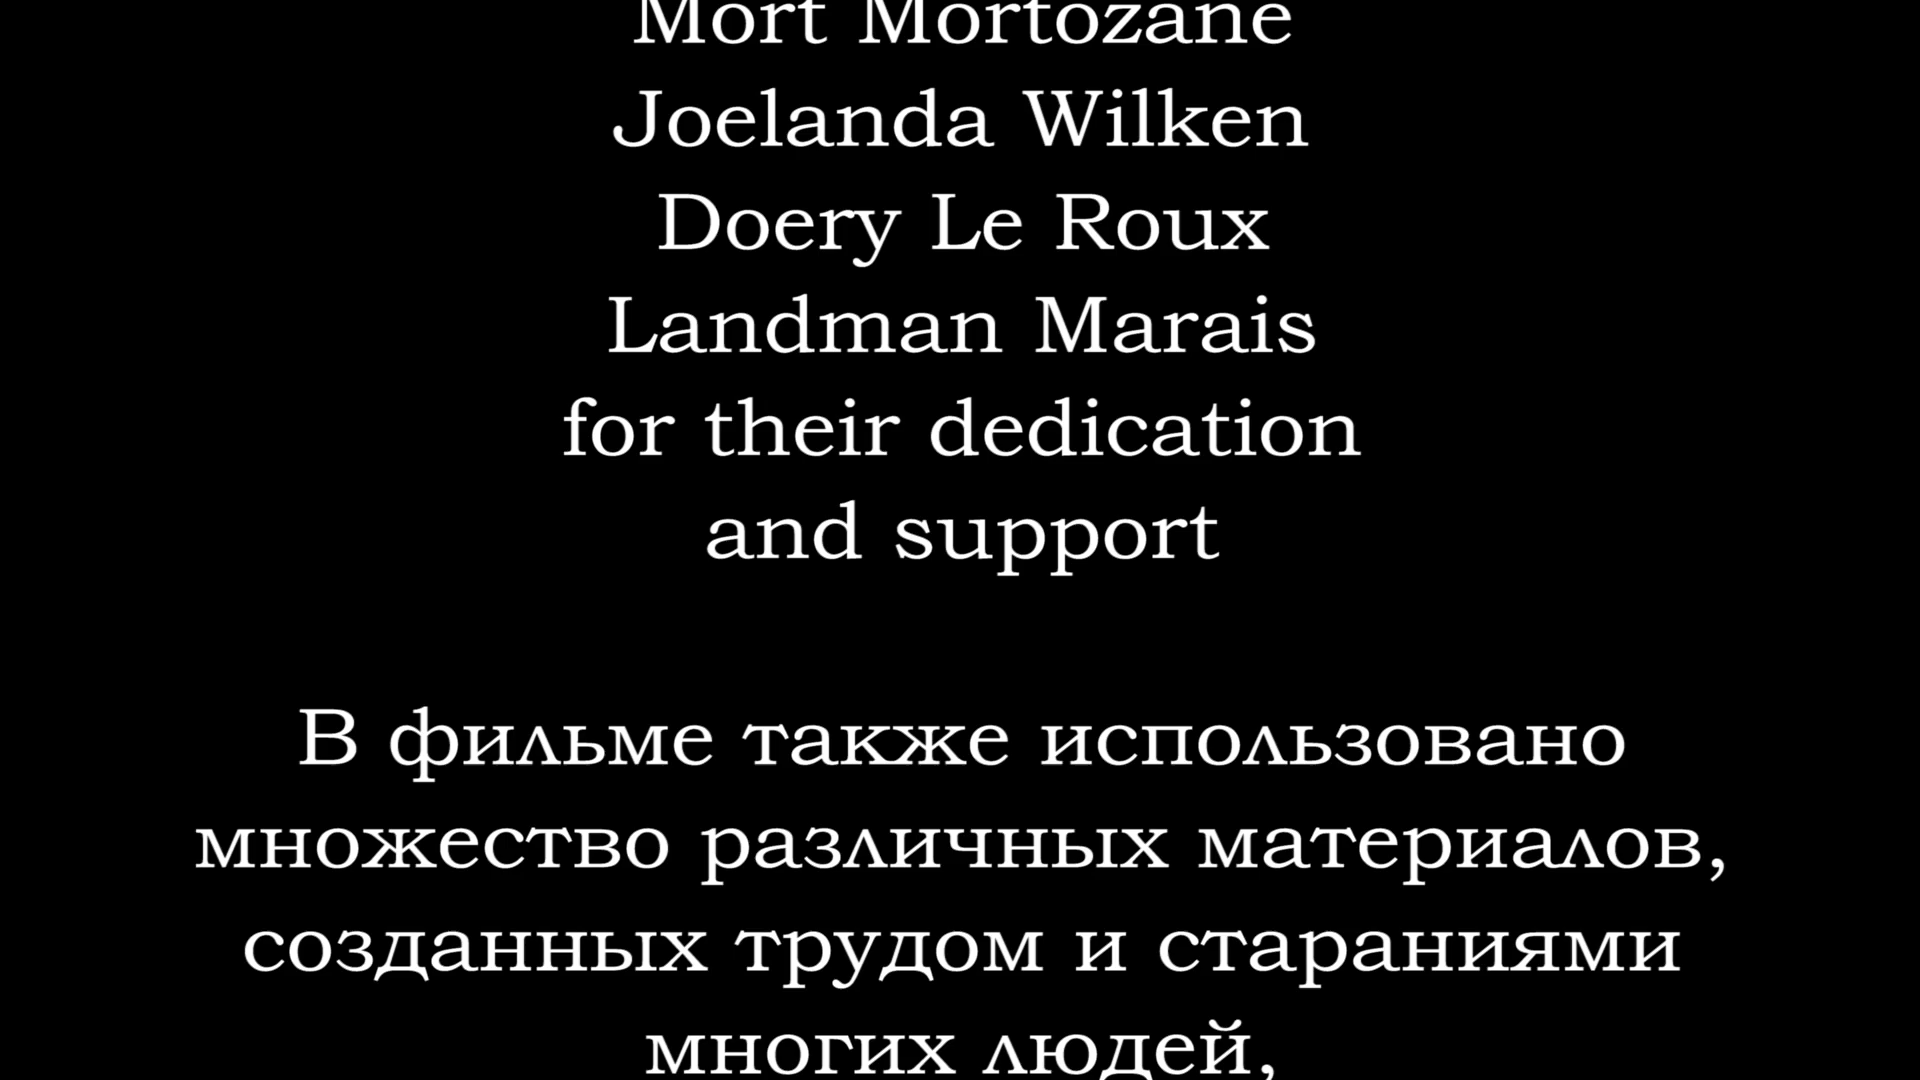 Mort Mortozane
Joelanda Wilken
Doery Le Roux
Landman Marais
for their dedication
and support
В фильме также использовано
множество различных материалов,
созданных трудом и стараниями
многих людей,